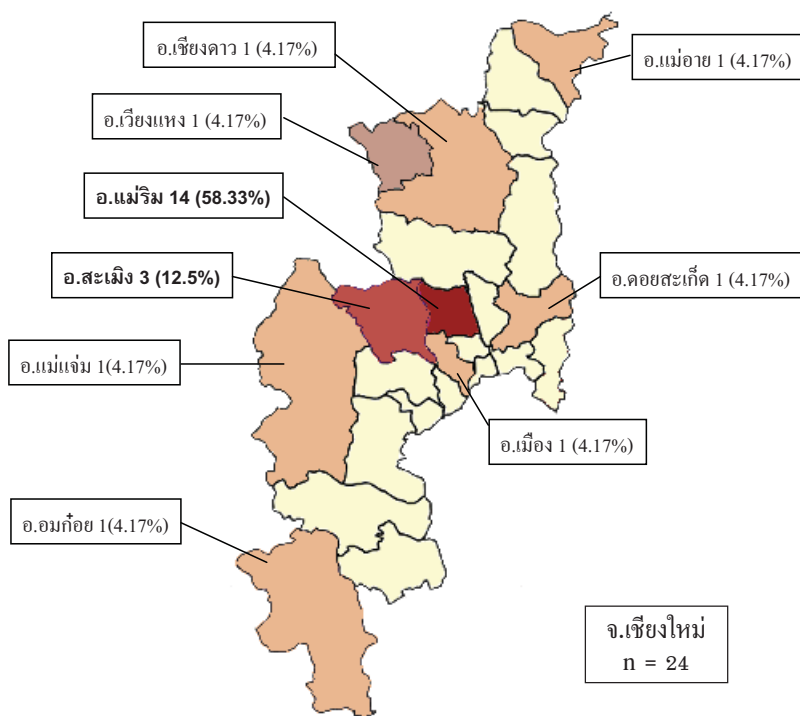 อ.เชียงดาว 1 (4.17%)
อ.แม่อาย 1 (4.17%)
อ.เวียงแหง 1 (4.17%)
อ.แม่ริม 14 (58.33%)
อ.สะเมิง 3 (12.5%)
อ.ดอยสะเก็ด 1 (4.17%)
อ.แม่แจ่ม 1(4.17%)
อ.เมือง 1 (4.17%)
อ.อมก๋อย 1(4.17%)
จ.เชียงใหม่
n = 24